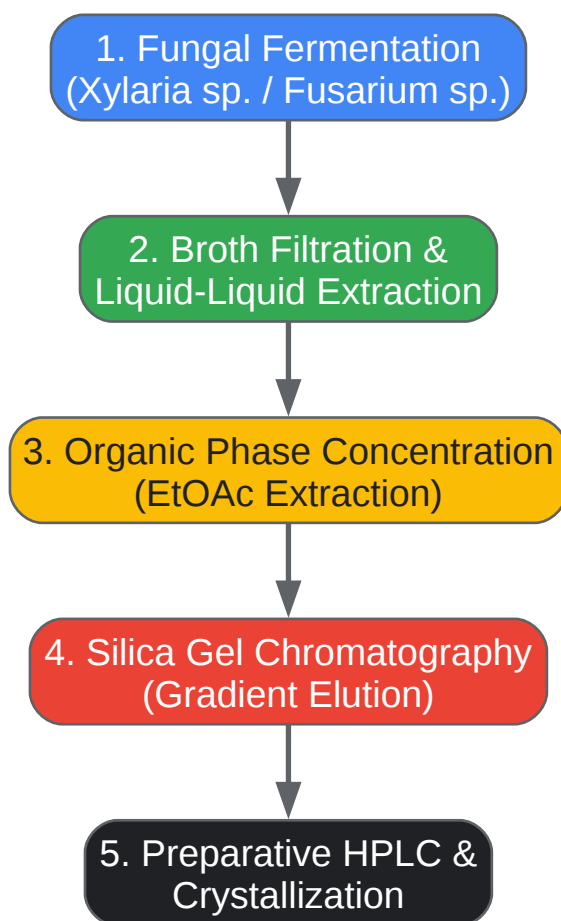 1. Fungal Fermentation
(Xylaria sp. / Fusarium sp.)
2. Broth Filtration &
Liquid-Liquid Extraction
3. Organic Phase Concentration
(EtOAc Extraction)
4. Silica Gel Chromatography
(Gradient Elution)
5. Preparative HPLC &
Crystallization